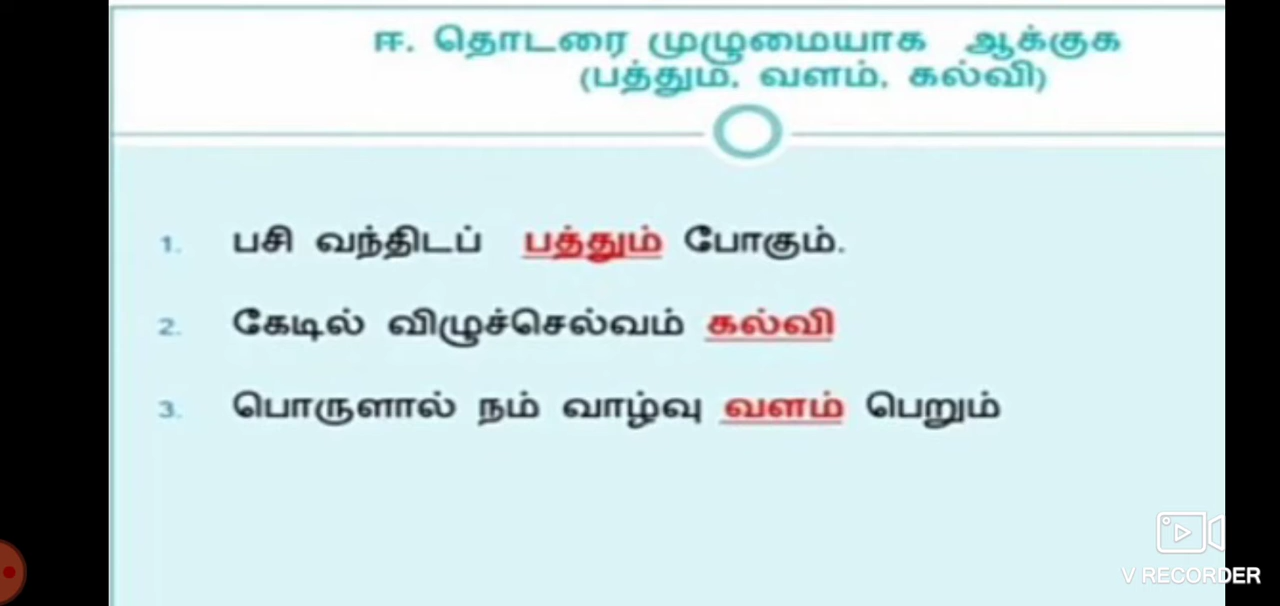 ஈ. தொடரை முழுமையாக ஆக்குக
(பத்தும், வளம், கல்வி)
1. பசி வந்திடப் பத்தும் போகும்.
2. கேடில் விழுச்செல்வம் கல்வி
3. பொருளால் நம் வாழ்வு வளம் பெறும்
V RECORDER